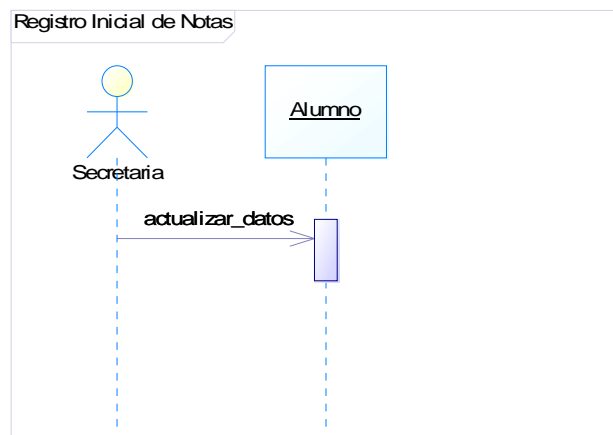 Registro Inicial de Notas
Alumno
Secretaria
actualizar_datos